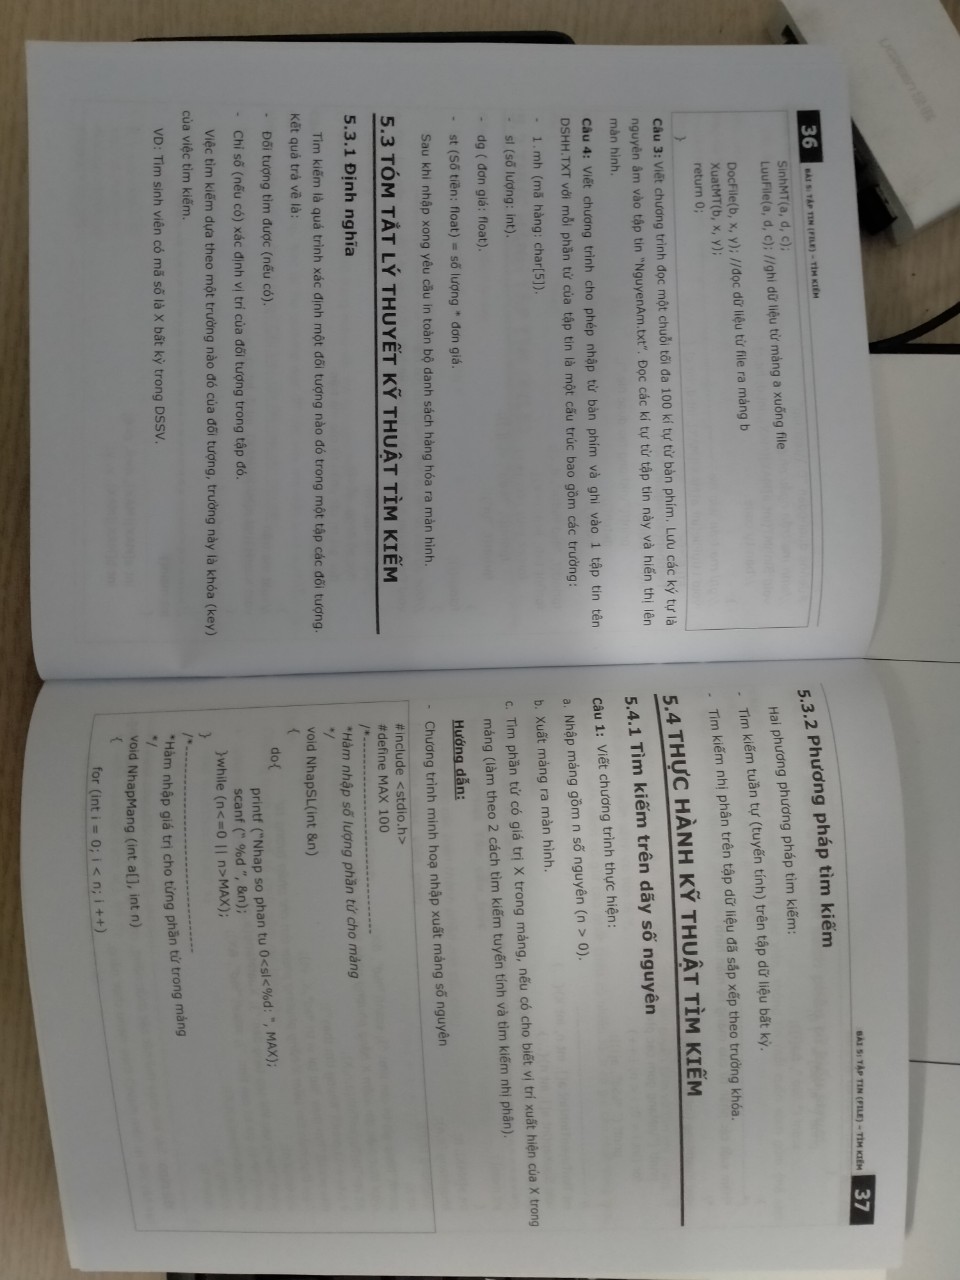 36 BÀI 5: TẬP TIN (FILE) – TÌM KIẾM
SinhMT(a, d, c);
LuuFile(a, d, c); //ghi dữ liệu từ mảng a xuống file
DocFile(b, x, y); //đọc dữ liệu từ file ra mảng b
XuatMT(b, x, y);
return 0;
}
Câu 3: Viết chương trình đọc một chuỗi tối đa 100 kí tự từ bàn phím. Lưu các ký tự là
nguyên âm vào tập tin "NguyenAm.txt". Đọc các kí tự từ tập tin này và hiển thị lên
màn hình.
Câu 4: Viết chương trình cho phép nhập từ bàn phím và ghi vào 1 tập tin tên
DSHH.TXT với mỗi phần tử của tập tin là một cấu trúc bao gồm các trường:
- 1. mh (mã hàng: char[5]).
- sl (số lượng: int).
- dg ( đơn giá: float).
- st (Số tiền: float) = số lượng * đơn giá.
Sau khi nhập xong yêu cầu in toàn bộ danh sách hàng hóa ra màn hình.
5.3 TÓM TẮT LÝ THUYẾT KỸ THUẬT TÌM KIẾM
5.3.1 Định nghĩa
Tìm kiếm là quá trình xác định một đối tượng nào đó trong một tập các đối tượng.
Kết quả trả về là:
- Đối tượng tìm được (nếu có).
- Chỉ số (nếu có) xác định vị trí của đối tượng trong tập đó.
Việc tìm kiếm dựa theo một trường nào đó của đối tượng, trường này là khóa (key)
của việc tìm kiếm.
VD: Tìm sinh viên có mã số là X bất kỳ trong DSSV.
BÀI 5: TẬP TIN (FILE) – TÌM KIẾM 37
5.3.2 Phương pháp tìm kiếm
Hai phương phương pháp tìm kiếm:
- Tìm kiếm tuần tự (tuyến tính) trên tập dữ liệu bất kỳ.
- Tìm kiếm nhị phân trên tập dữ liệu đã sắp xếp theo trường khóa.
5.4 THỰC HÀNH KỸ THUẬT TÌM KIẾM
5.4.1 Tìm kiếm trên dãy số nguyên
Câu 1: Viết chương trình thực hiện:
a. Nhập mảng gồm n số nguyên (n > 0).
b. Xuất mảng ra màn hình.
c. Tìm phần tử có giá trị X trong mảng, nếu có cho biết vị trí xuất hiện của X trong
mảng (làm theo 2 cách tìm kiếm tuyến tính và tìm kiếm nhị phân).
Hướng dẫn:
- Chương trình minh hoạ nhập xuất mảng số nguyên
#include <stdio.h>
#define MAX 100
/*-----------------------------------
*Hàm nhập số lượng phần tử cho mảng
*/
void NhapSL(int &n)
{
do{
printf ("Nhap so phan tu 0<sl<%d: ", MAX);
scanf (" %d ", &n);
}while (n<=0 || n>MAX);
}
/*-----------------------------------
*Hàm nhập giá trị cho từng phần tử trong mảng
*/
void NhapMang (int a[], int n)
{
for (int i = 0; i < n; i ++)